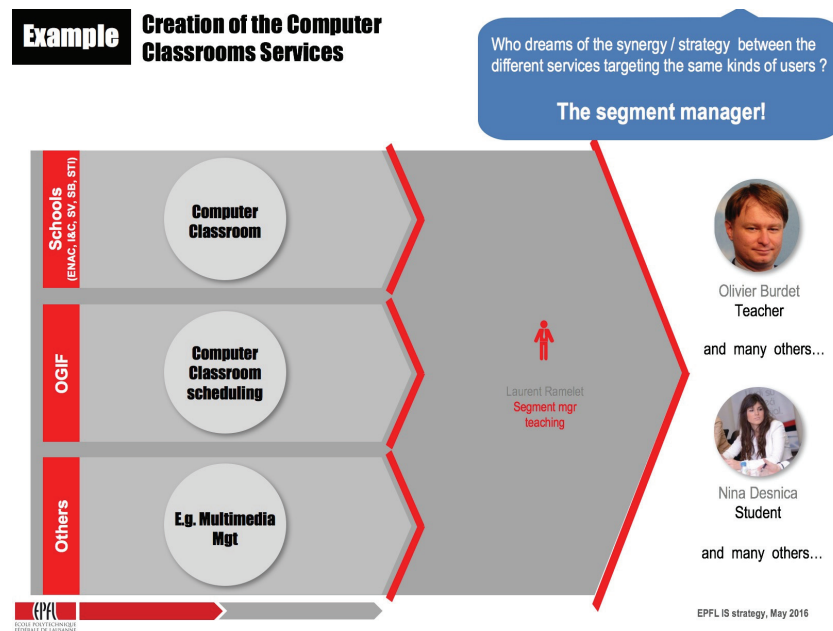 Example
Creation of the Computer
Classrooms Services
Who dreams of the synergy / strategy between the
different services targeting the same kinds of users ?
The segment manager!
Schools
(ENAC, I&C, SV, SB, STI)
Computer
Classroom
OGIF
Computer
Classroom
scheduling
Others
E.g. Multimedia
Mgt
Laurent Ramelet
Segment mgr
teaching
Olivier Burdet
Teacher
and many others…
Nina Desnica
Student
and many others…
EPFL
ECOLE POLYTECHNIQUE
FÉDÉRALE DE LAUSANNE
EPFL IS strategy, May 2016